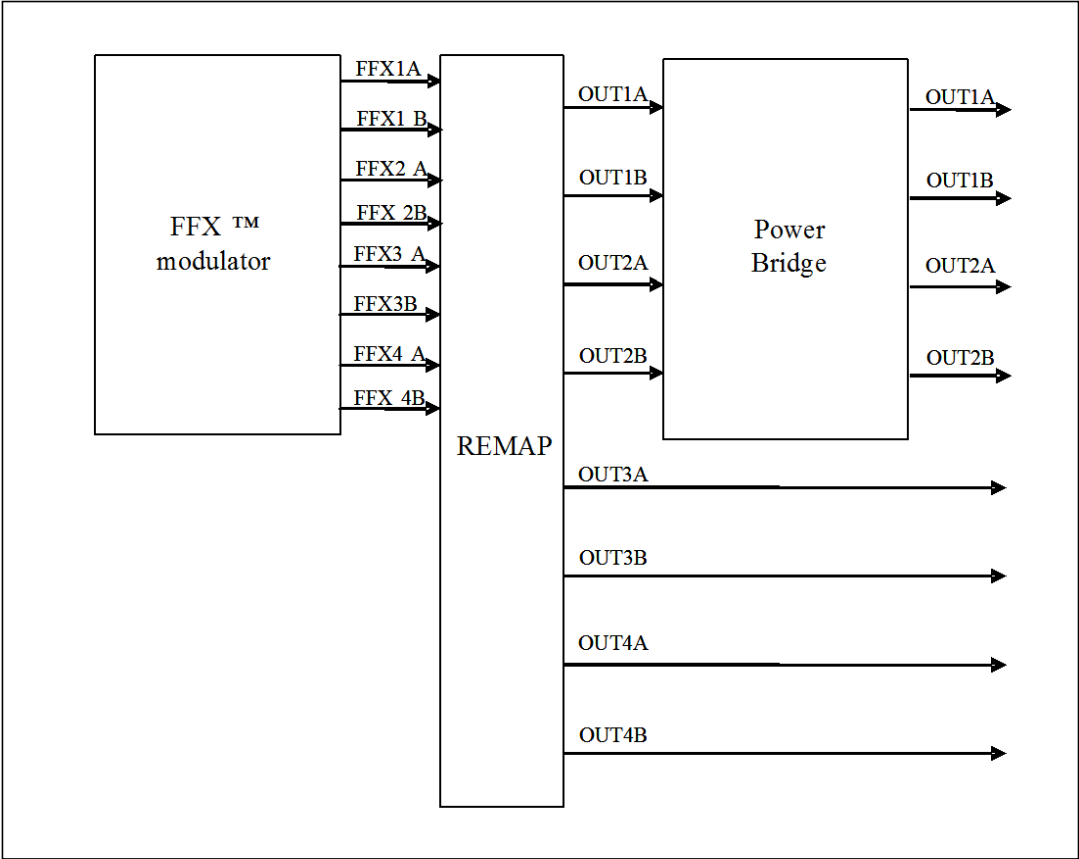 FFX ™
modulator
FFX1A
FFX1 B
FFX2 A
FFX 2B
FFX3 A
FFX3B
FFX4 A
FFX 4B
REMAP
OUT1A
OUT1B
OUT2A
OUT2B
OUT3A
OUT3B
OUT4A
OUT4B
Power
Bridge
OUT1A
OUT1B
OUT2A
OUT2B